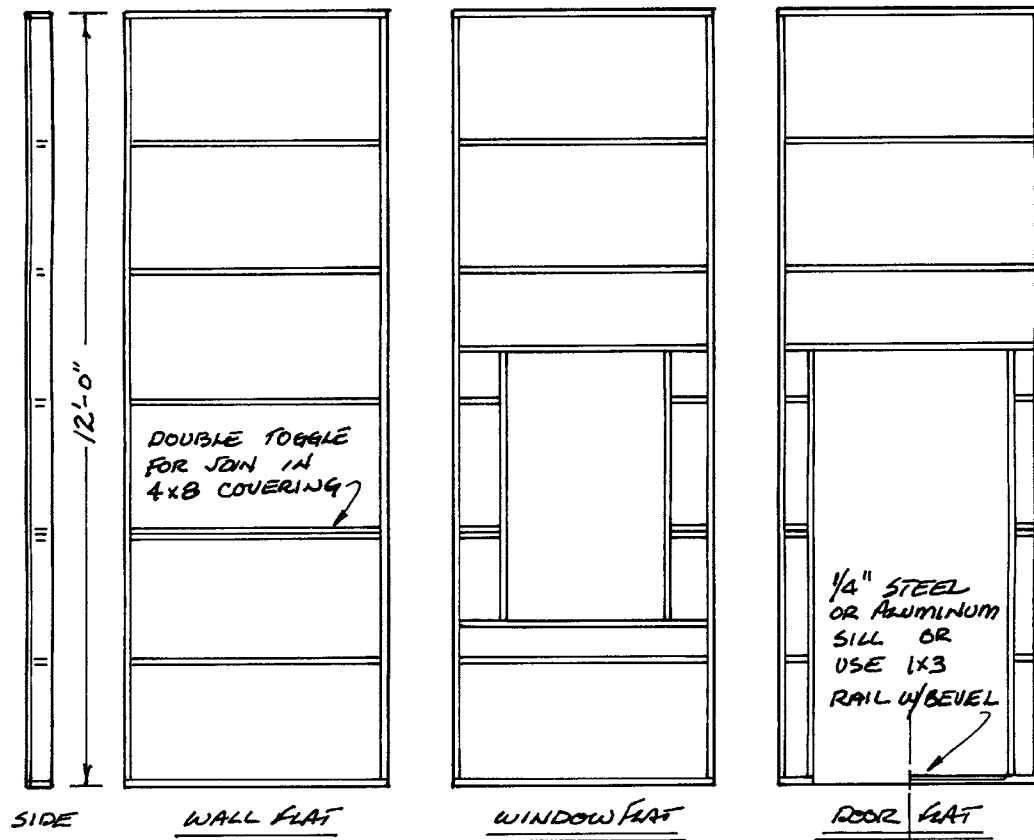 12'-0"
DOUBLE TOGGLE
FOR JOIN IN
4x8 COVERING
1/4" STEEL
OR ALUMINUM
SILL OR
USE 1x3
RAIL W/BEVEL
SIDE
WALL FLAT
WINDOW FLAT
DOOR FLAT